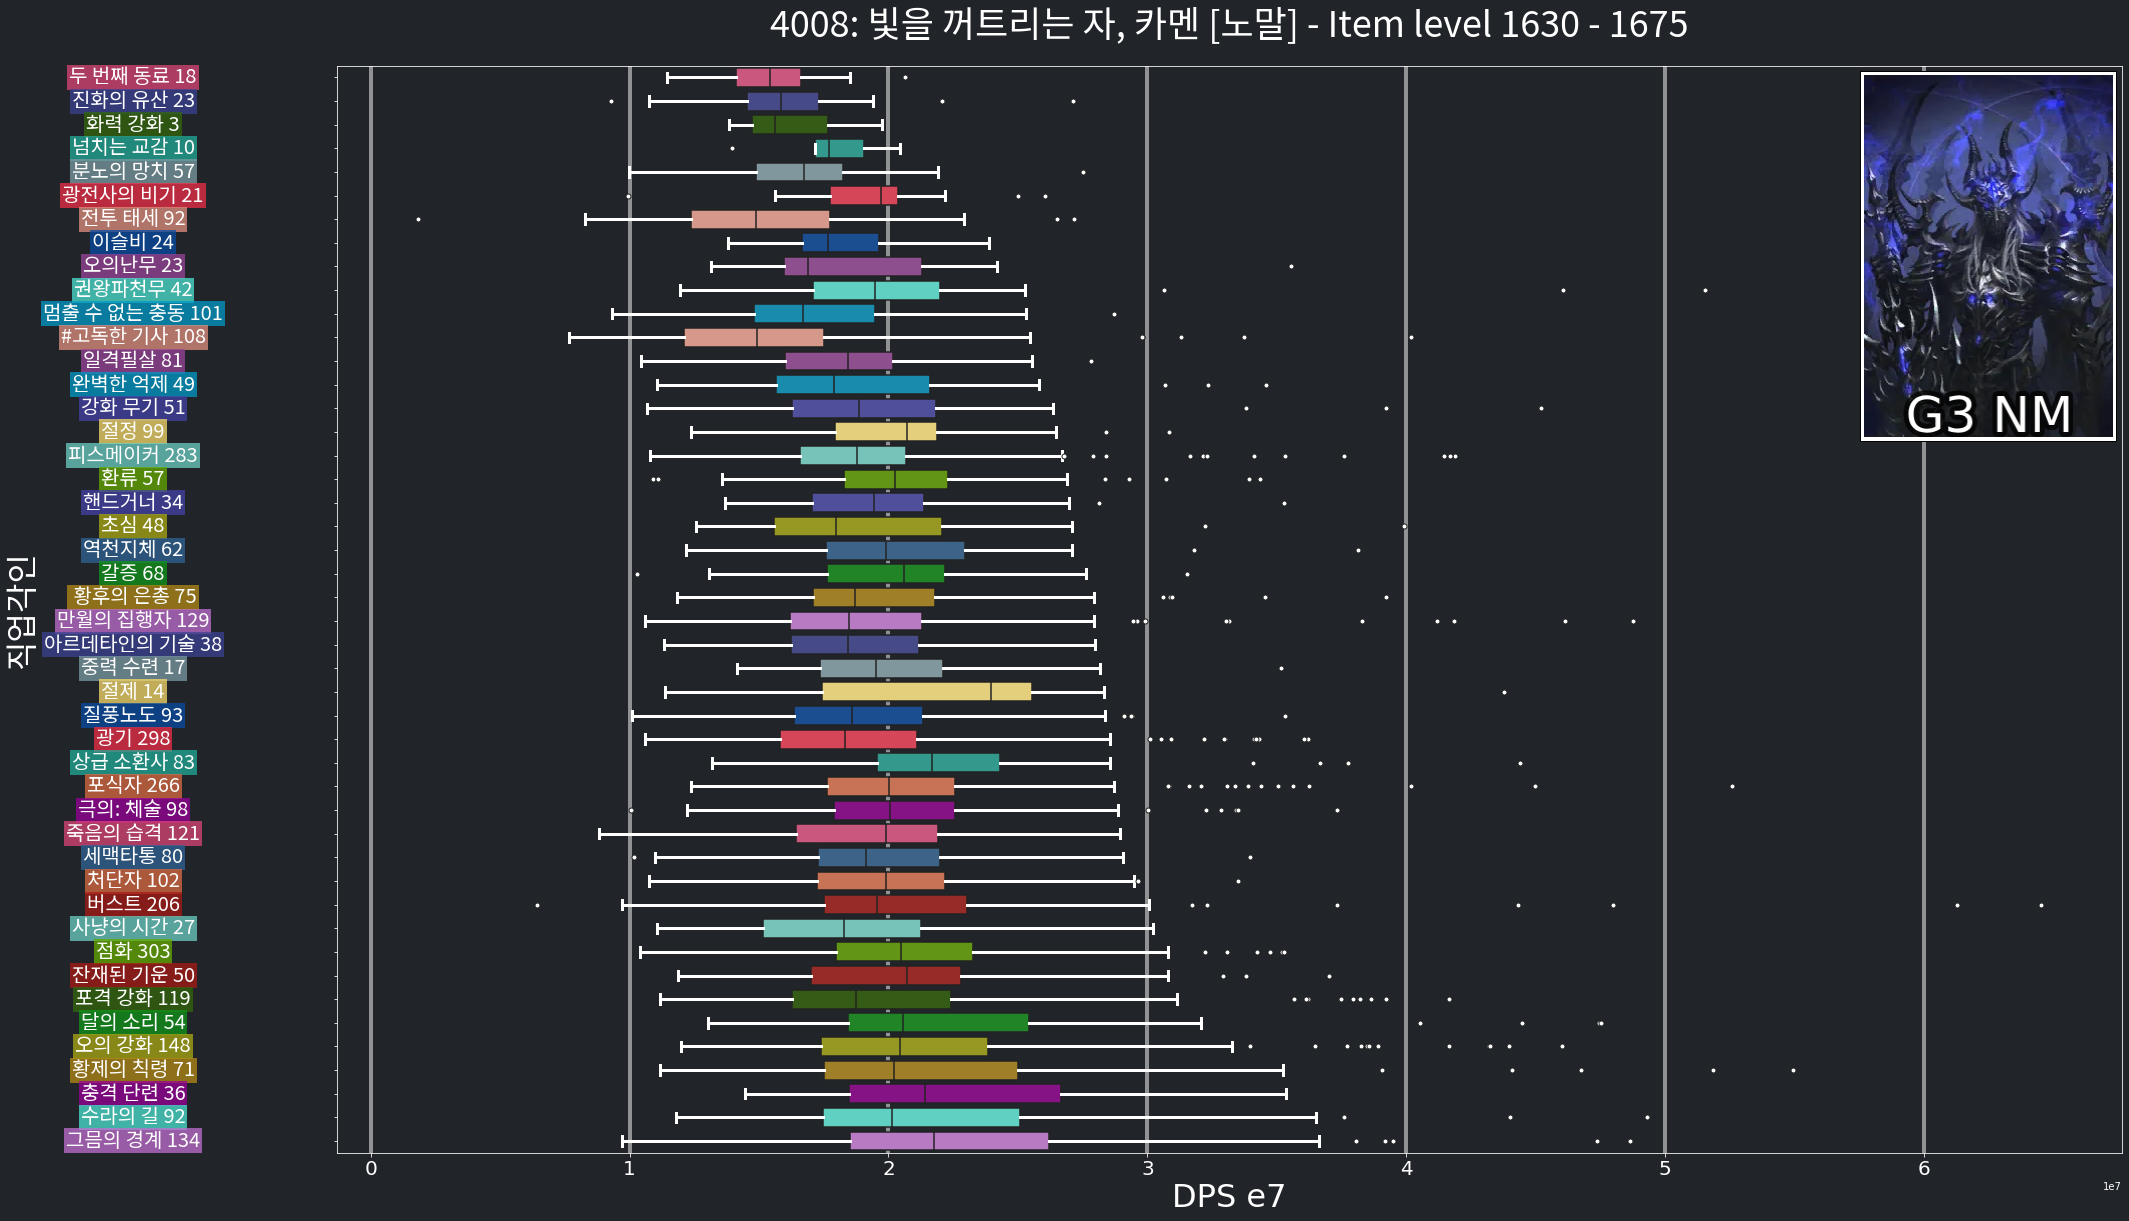 4008: 빛을 꺼트리는 자, 카멘 [노말] - Item level 1630 - 1675
두 번째 동료 18
진화의 유산 23
화력 강화 3
넘치는 교감 10
분노의 망치 57
광전사의 비기 21
전투 태세 92
이슬비 24
오의난무 23
권왕파천무 42
멈출 수 없는 충동 101
#고독한 기사 108
일격필살 81
완벽한 억제 49
강화 무기 51
절정 99
피스메이커 283
환류 57
핸드거너 34
초심 48
역천지체 62
갈증 68
황후의 은총 75
만월의 집행자 129
아르데타인의 기술 38
중력 수련 17
절제 14
질풍노도 93
광기 298
상급 소환사 83
포식자 266
극의: 체술 98
죽음의 습격 121
세맥타통 80
처단자 102
버스트 206
사냥의 시간 27
점화 303
잔재된 기운 50
포격 강화 119
달의 소리 54
오의 강화 148
황제의 칙령 71
충격 단련 36
수라의 길 92
그믐의 경계 134
직업각인
G3 NM
0 1 2 3 4 5 6
DPS e7
1e7